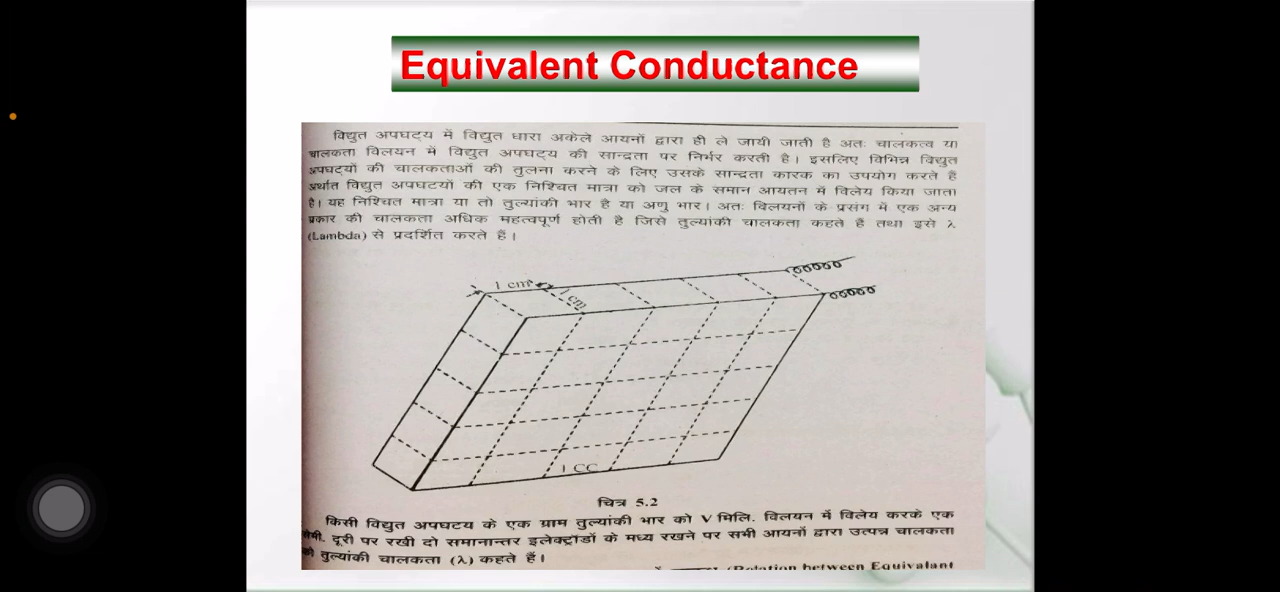 Equivalent Conductance
विद्युत अपघट्य में विद्युत धारा अकेले आयनों द्वारा ही ले जायी जाती है अतः चालकत्व या
चालकता विलयन में विद्युत अपघट्य की सान्द्रता पर निर्भर करती है। इसलिए विभिन्न विद्युत
अपघट्यों की चालकताओं की तुलना करने के लिए उसके सान्द्रता कारक का उपयोग करते हैं
अर्थात विद्युत अपघटयों की एक निश्चित मात्रा को जल के समान आयतन में विलेय किया जाता
है। यह निश्चित मात्रा या तो तुल्यांकी भार है या अणु भार। अतः विलयनों के प्रसंग में एक अन्य
प्रकार की चालकता अधिक महत्वपूर्ण होती है जिसे तुल्यांकी चालकता कहते हैं तथा इसे λ
(Lambda) से प्रदर्शित करते हैं।
1 cm
1 cm
1 CC
चित्र 5.2
किसी विद्युत अपघटय के एक ग्राम तुल्यांकी भार को V मिलि. विलयन में विलेय करके एक
सेमी. दूरी पर रखी दो समानान्तर इलेक्ट्रॉडों के मध्य रखने पर सभी आयनों द्वारा उत्पन्न चालकता
को तुल्यांकी चालकता (λ) कहते हैं।
(Relation between Equivalent